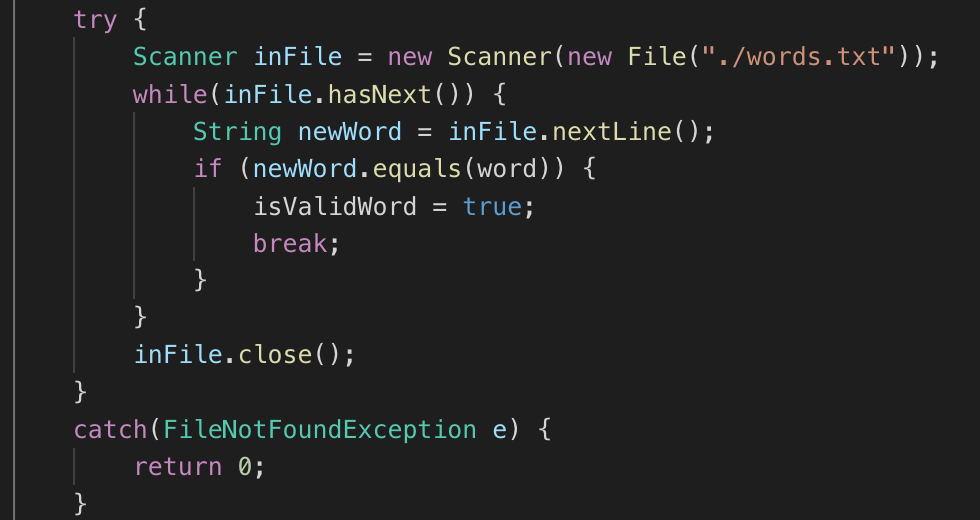 try {
Scanner inFile = new Scanner(new File("./words.txt"));
while(inFile.hasNext()) {
String newWord = inFile.nextLine();
if (newWord.equals(word)) {
isValidWord = true;
break;
}
}
inFile.close();
}
catch(FileNotFoundException e) {
return 0;
}